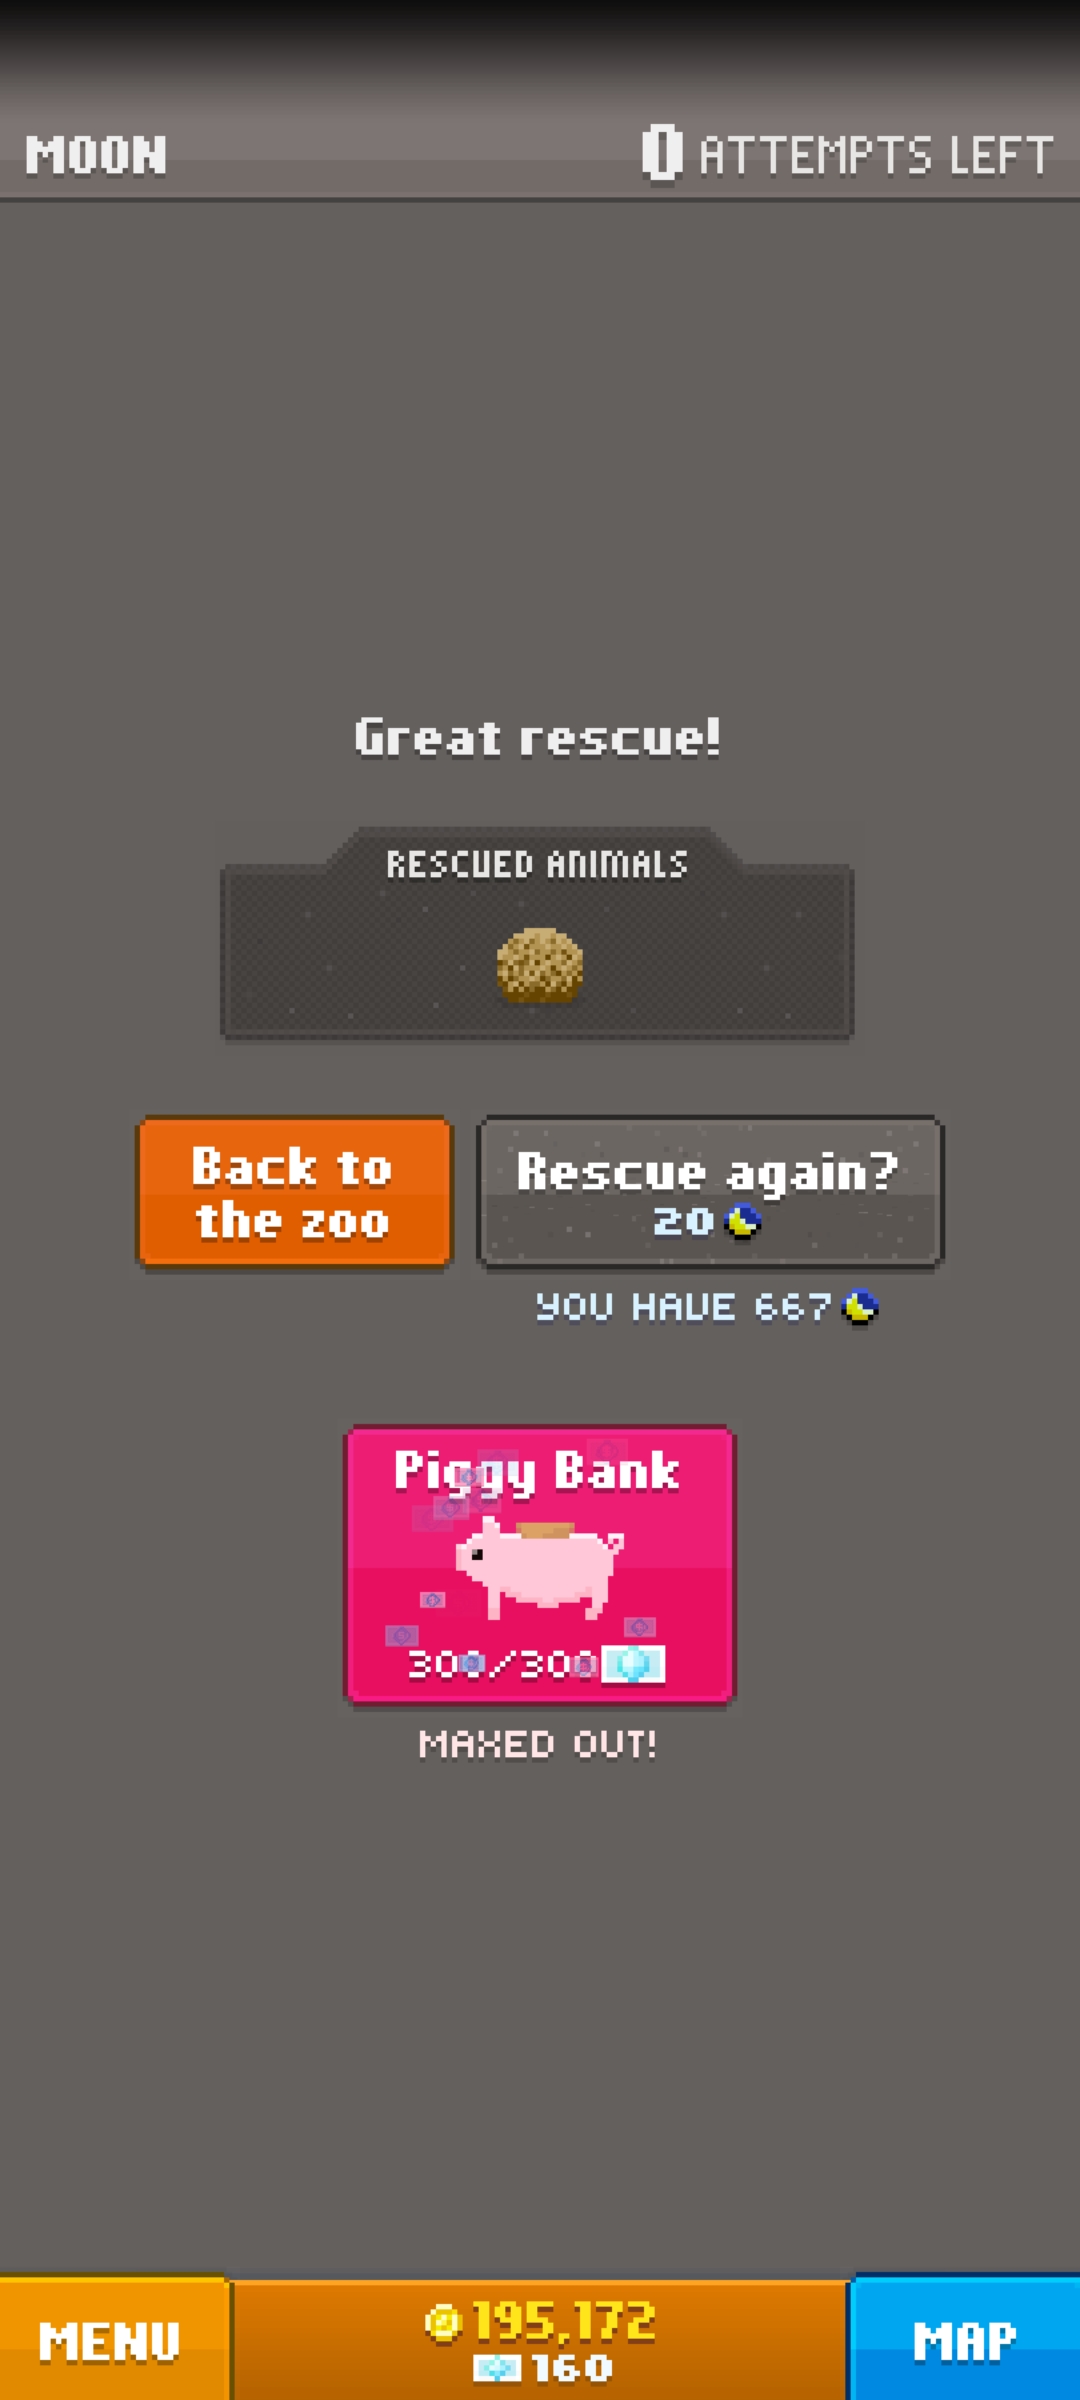 MOON
0 ATTEMPTS LEFT
Great rescue!
RESCUED ANIMALS
Back to
the zoo
Rescue again?
20
YOU HAVE 667
Piggy Bank
300/300
MAXED OUT!
MENU
195,172
160
MAP